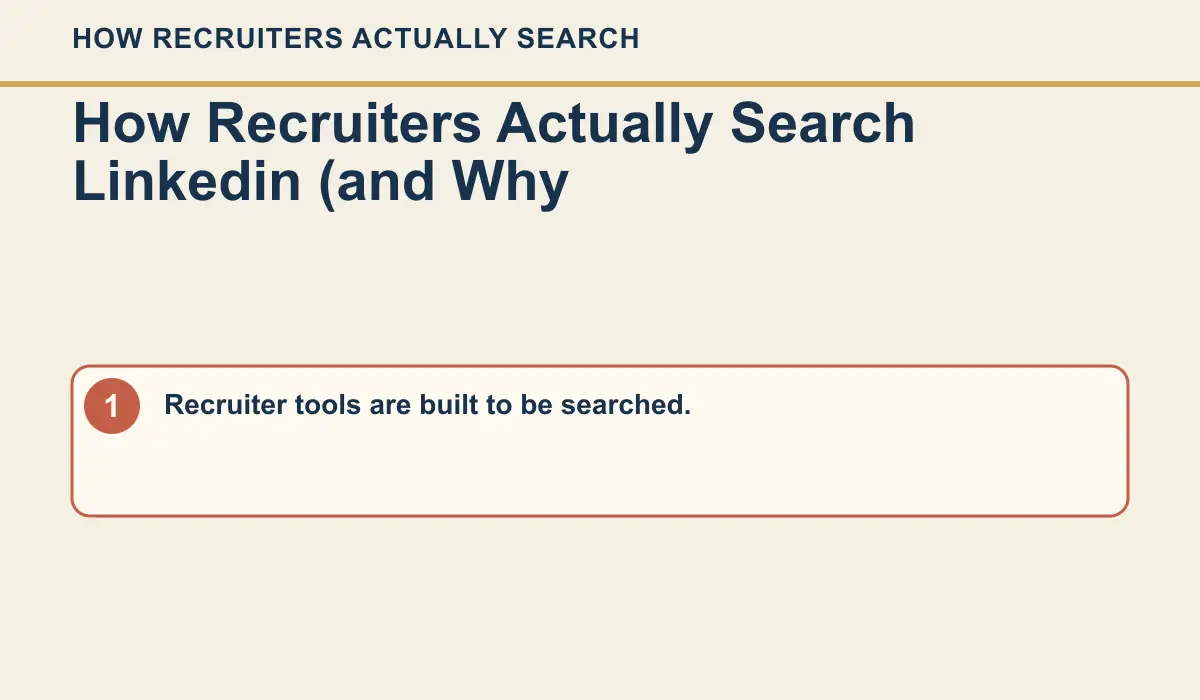 HOW RECRUITERS ACTUALLY SEARCH
How Recruiters Actually Search
Linkedin (and Why
1
Recruiter tools are built to be searched.